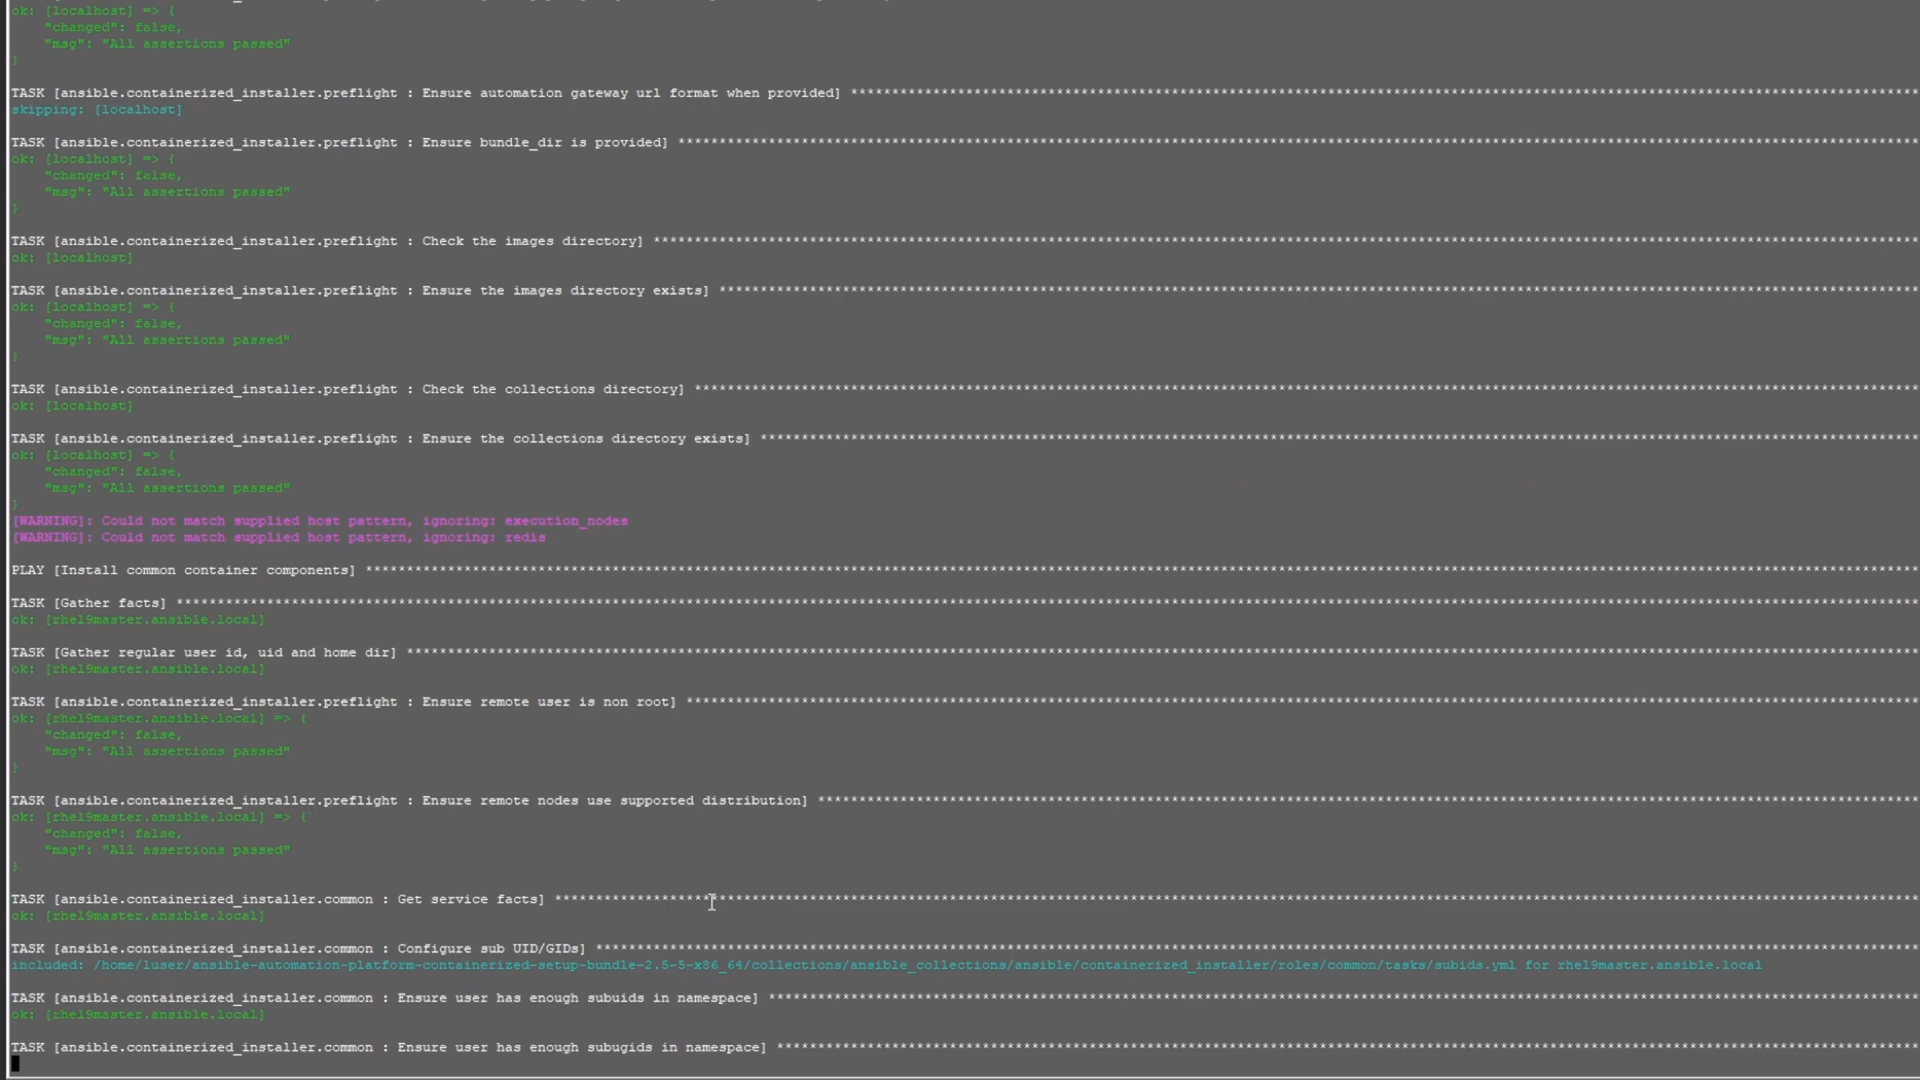 ok: [localhost] => {
    "changed": false,
    "msg": "All assertions passed"
}
TASK [ansible.containerized_installer.preflight : Ensure automation gateway url format when provided] ****************************************************************************************************************************************
skipping: [localhost]
TASK [ansible.containerized_installer.preflight : Ensure bundle_dir is provided] *************************************************************************************************************************************************************
ok: [localhost] => {
    "changed": false,
    "msg": "All assertions passed"
}
TASK [ansible.containerized_installer.preflight : Check the images directory] ****************************************************************************************************************************************************************
ok: [localhost]
TASK [ansible.containerized_installer.preflight : Ensure the images directory exists] ********************************************************************************************************************************************************
ok: [localhost] => {
    "changed": false,
    "msg": "All assertions passed"
}
TASK [ansible.containerized_installer.preflight : Check the collections directory] ***********************************************************************************************************************************************************
ok: [localhost]
TASK [ansible.containerized_installer.preflight : Ensure the collections directory exists] ***************************************************************************************************************************************************
ok: [localhost] => {
    "changed": false,
    "msg": "All assertions passed"
}
[WARNING]: Could not match supplied host pattern, ignoring: execution_nodes
[WARNING]: Could not match supplied host pattern, ignoring: redis
PLAY [Install common container components] ***************************************************************************************************************************************************************************************************
TASK [Gather facts] **************************************************************************************************************************************************************************************************************************
ok: [rhel9master.ansible.local]
TASK [Gather regular user id, uid and home dir] **********************************************************************************************************************************************************************************************
ok: [rhel9master.ansible.local]
TASK [ansible.containerized_installer.preflight : Ensure remote user is non root] ************************************************************************************************************************************************************
ok: [rhel9master.ansible.local] => {
    "changed": false,
    "msg": "All assertions passed"
}
TASK [ansible.containerized_installer.preflight : Ensure remote nodes use supported distribution] ********************************************************************************************************************************************
ok: [rhel9master.ansible.local] => {
    "changed": false,
    "msg": "All assertions passed"
}
TASK [ansible.containerized_installer.common : Get service facts] ****************************************************************************************************************************************************************************
ok: [rhel9master.ansible.local]
TASK [ansible.containerized_installer.common : Configure sub UID/GIDs] ***********************************************************************************************************************************************************************
included: /home/luser/ansible-automation-platform-containerized-setup-bundle-2.5-5-x86_64/collections/ansible_collections/ansible/containerized_installer/roles/common/tasks/subids.yml for rhel9master.ansible.local
TASK [ansible.containerized_installer.common : Ensure user has enough subuids in namespace] **************************************************************************************************************************************************
ok: [rhel9master.ansible.local]
TASK [ansible.containerized_installer.common : Ensure user has enough subugids in namespace] *************************************************************************************************************************************************